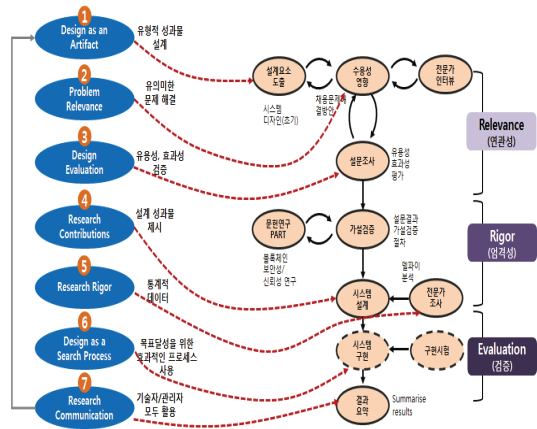 1
Design as an
Artifact
유형적 성과물
설계
2
Problem
Relevance
유의미한
문제 해결
3
Design
Evaluation
유용성, 효과성
검증
4
Research
Contributions
설계 성과물
제시
5
Research Rigor
통계적
데이터
6
Design as a
Search Process
목표달성을 위한
효과적인 프로세스
사용
7
Research
Communication
기술자/관리자
모두 활용
설계요소
도출
시스템
디자인(초기)
수용성
영향
채용문제해
결방안
전문가
인터뷰
설문조사
유용성
효과성
평가
문헌연구
PART
블록체인
보안성/
신뢰성 연구
가설검증
설문결과
가설검증
절차
시스템
설계
델파이
분석
전문가
조사
시스템
구현
구현시험
결과
요약
Summarise
results
Relevance
(연관성)
Rigor
(엄격성)
Evaluation
(검증)